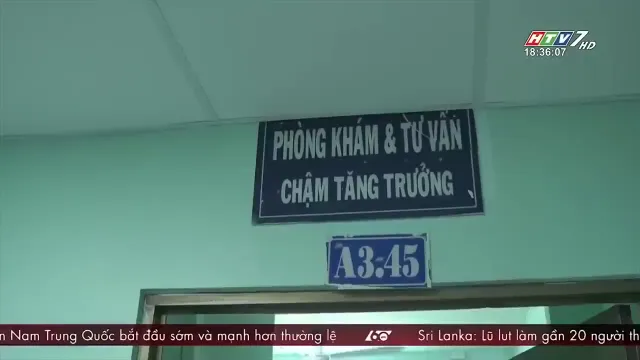 HTV7 HD
18:36:07
PHÒNG KHÁM & TƯ VẤN
CHẬM TĂNG TRƯỞNG
A3.45
n Nam Trung Quốc bắt đầu sớm và mạnh hơn thường lệ
60
Sri Lanka: Lũ lụt làm gần 20 người th